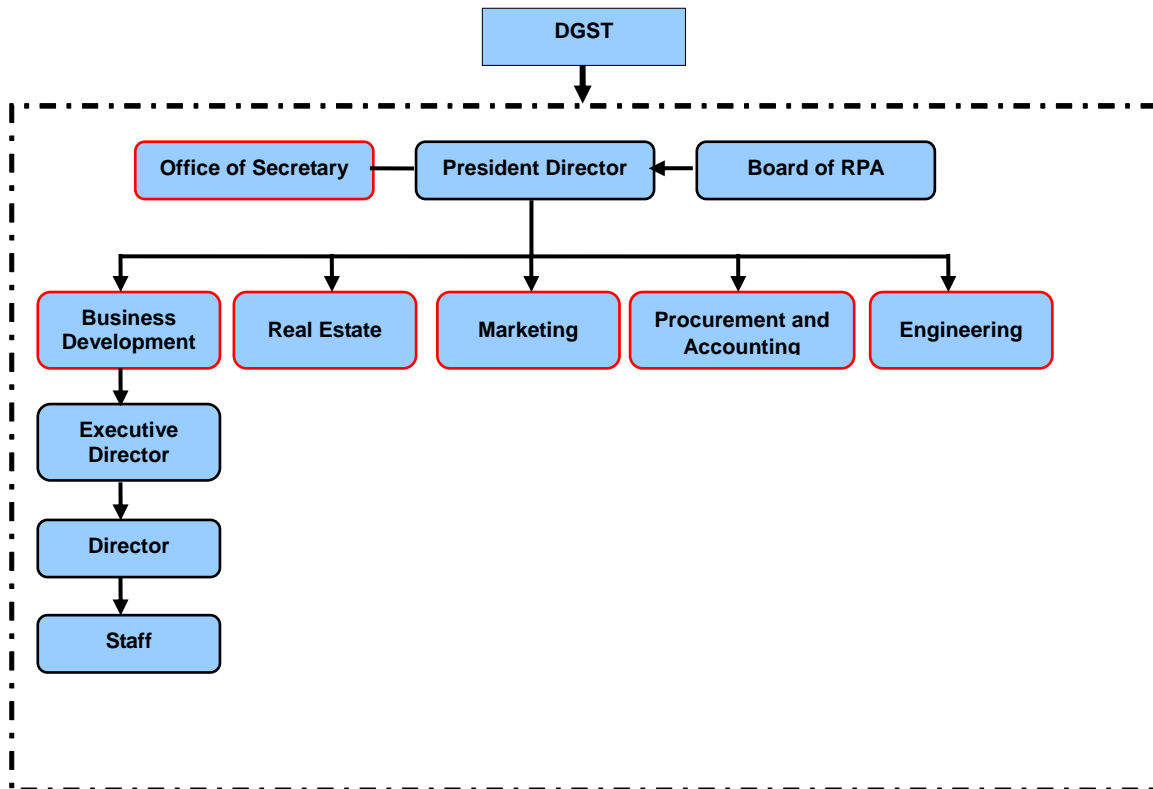 DGST
Office of Secretary
President Director
Board of RPA
Business
Development
Real Estate
Marketing
Procurement and
Accounting
Engineering
Executive
Director
Director
Staff